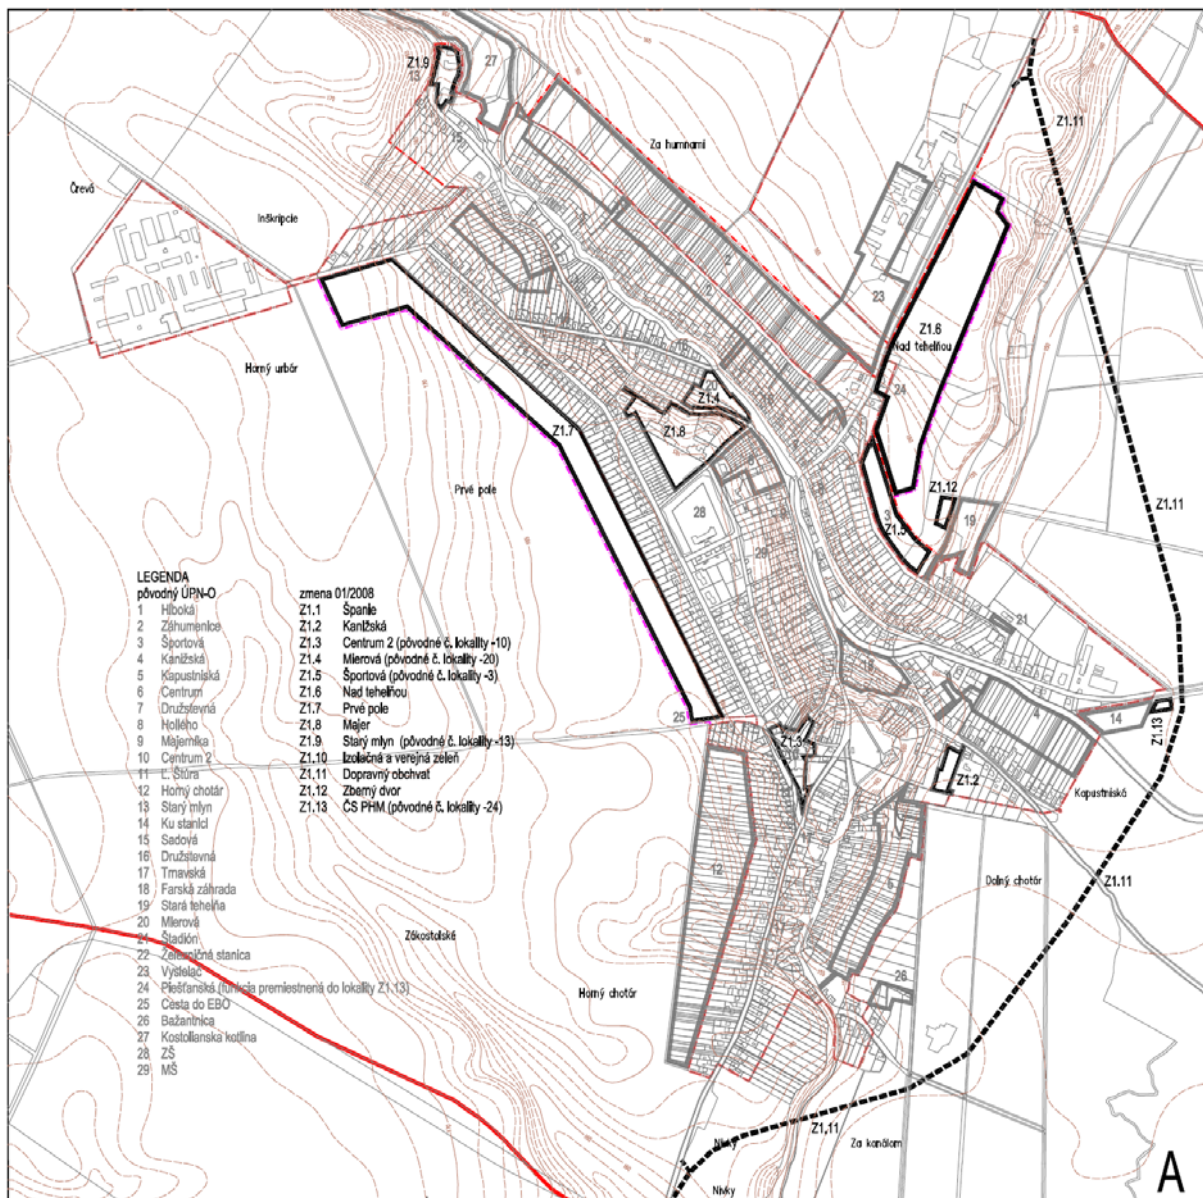 Z1.9
13
27
15
Z1.11
Za humnami
Črevá
Inškripcie
2
2
23
Z1.6
Nad tehelňou
Horný urbár
16
24
Z1.4
Z1.7
Z1.8
Prvé pole
Z1.12
Z1.11
28
3
Z1.5
19
29
21
LEGENDA
pôvodný ÚPN-O
1 Hlboká
2 Záhumenice
3 Športová
4 Kanižská
5 Kapustniská
6 Centrum
7 Družstevná
8 Hollého
9 Majerníka
10 Centrum 2
11 Ľ. Štúra
12 Horný chotár
13 Starý mlyn
14 Ku stanici
15 Sadová
16 Družstevná
17 Trnavská
18 Farská záhrada
19 Stará tehelňa
20 Mierová
21 Štadión
22 Železničná stanica
23 Vysielač
24 Piešťanská (funkcia premiestnená do lokality Z1.13)
25 Cesta do EBO
26 Bažantnica
27 Kostolianska kotlina
28 ZŠ
29 MŠ
zmena 01/2008
Z1.1 Španie
Z1.2 Kanižská
Z1.3 Centrum 2 (pôvodné č. lokality -10)
Z1.4 Mierová (pôvodné č. lokality -20)
Z1.5 Športová (pôvodné č. lokality -3)
Z1.6 Nad tehelňou
Z1.7 Prvé pole
Z1.8 Majer
Z1.9 Starý mlyn (pôvodné č. lokality -13)
Z1.10 Izolačná a verejná zeleň
Z1.11 Dopravný obchvat
Z1.12 Zberný dvor
Z1.13 ČS PHM (pôvodné č. lokality -24)
18
25
4
14
Z1.13
Z1.3
Z1.2
Kapustniská
12
5
Dolný chotár
Z1.11
Zákostolské
Horný chotár
26
Z1.11
Za kanálom
Nivky
Nivky
A